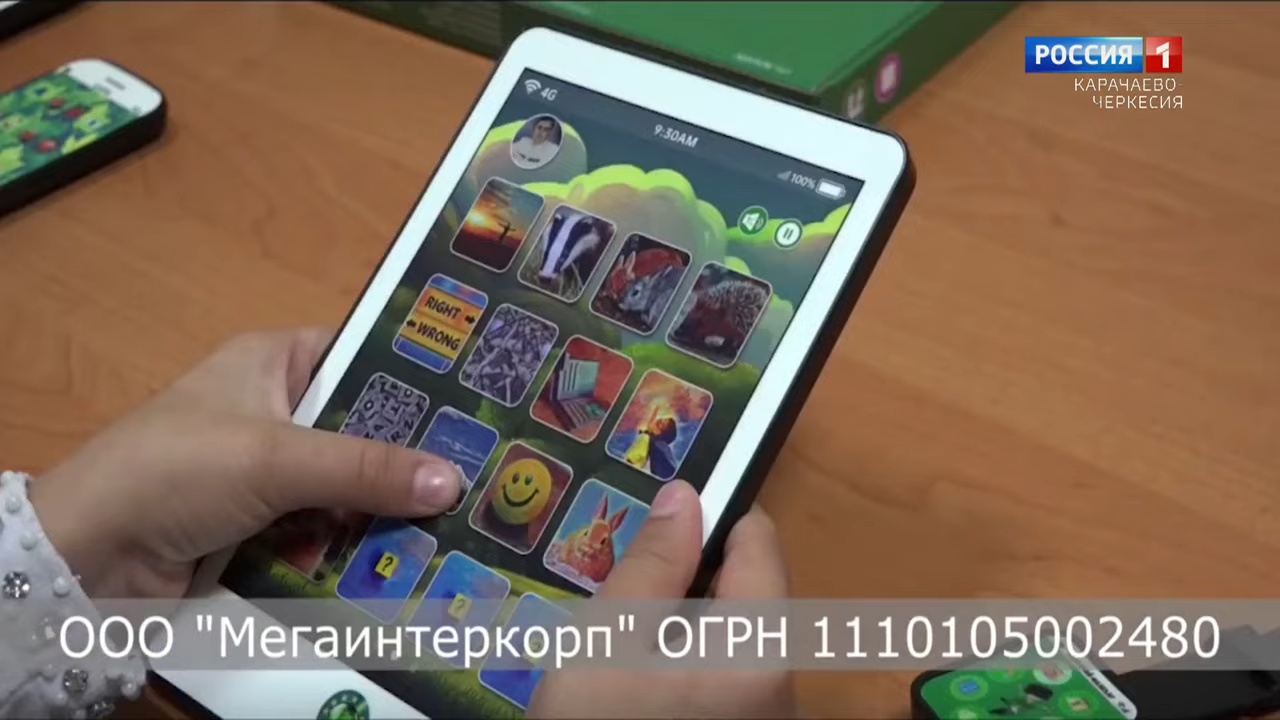 РОССИЯ 1
КАРАЧАЕВО-
ЧЕРКЕСИЯ
4G
9:30AM
100%
RIGHT
WRONG
?
?
ООО "Мегаинтеркорп" ОГРН 1110105002480